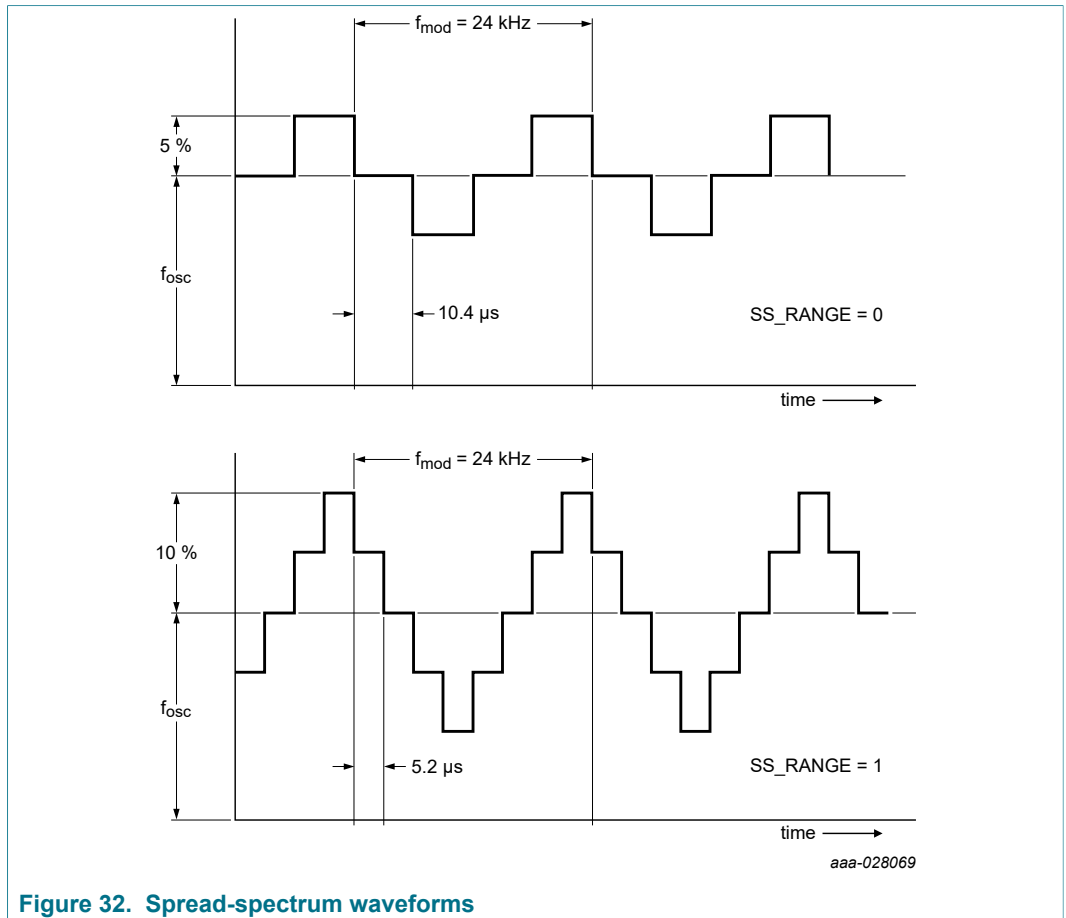 fmod = 24 kHz
5 %
fosc
10.4 µs
SS_RANGE = 0
time
fmod = 24 kHz
10 %
fosc
5.2 µs
SS_RANGE = 1
time
aaa-028069
Figure 32. Spread-spectrum waveforms